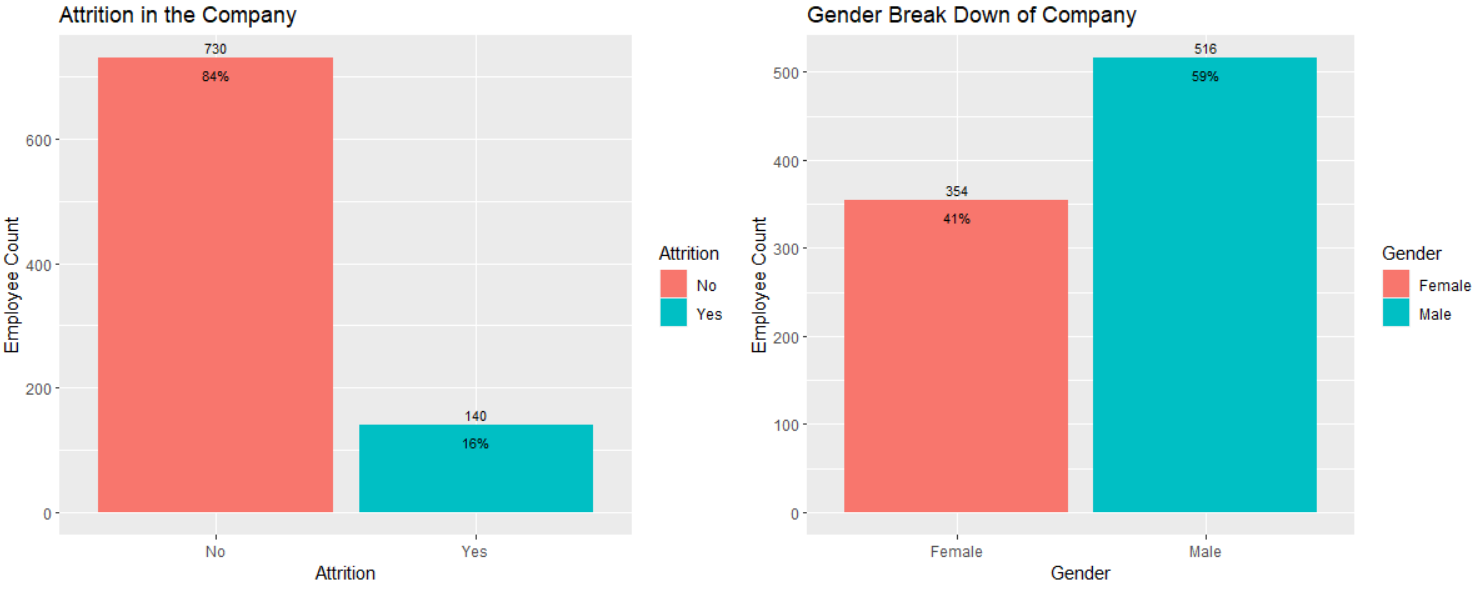 Attrition in the Company
730
84%
140
16%
600
400
200
0
Employee Count
No
Yes
Attrition
Attrition
No
Yes
Gender Break Down of Company
516
59%
354
41%
500
400
300
200
100
0
Employee Count
Female
Male
Gender
Gender
Female
Male